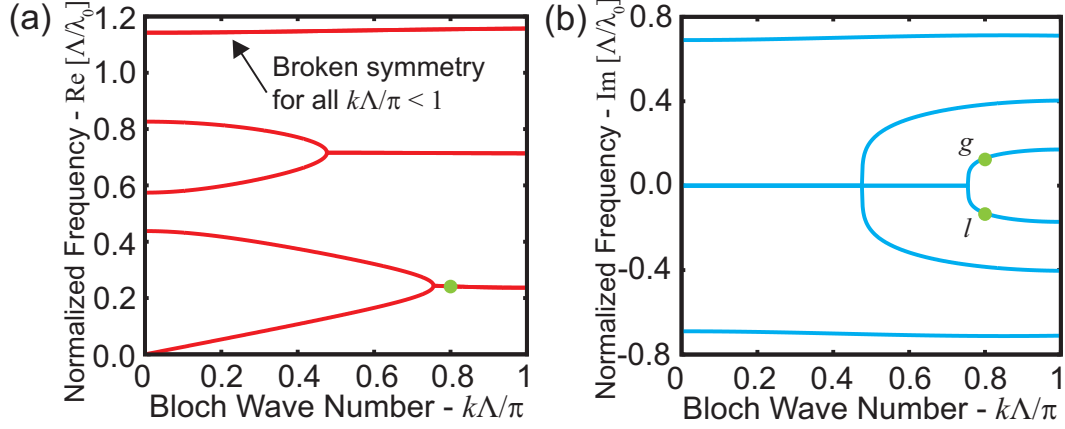 (a)
Normalized Frequency - Re [Λ/λ₀]
1.2
1.0
0.8
0.6
0.4
0.2
0.0
Broken symmetry
for all kΛ/π < 1
0 0.2 0.4 0.6 0.8 1
Bloch Wave Number - kΛ/π
(b)
Normalized Frequency - Im [Λ/λ₀]
0.8
0.4
0.0
-0.4
-0.8
g
l
0 0.2 0.4 0.6 0.8 1
Bloch Wave Number - kΛ/π